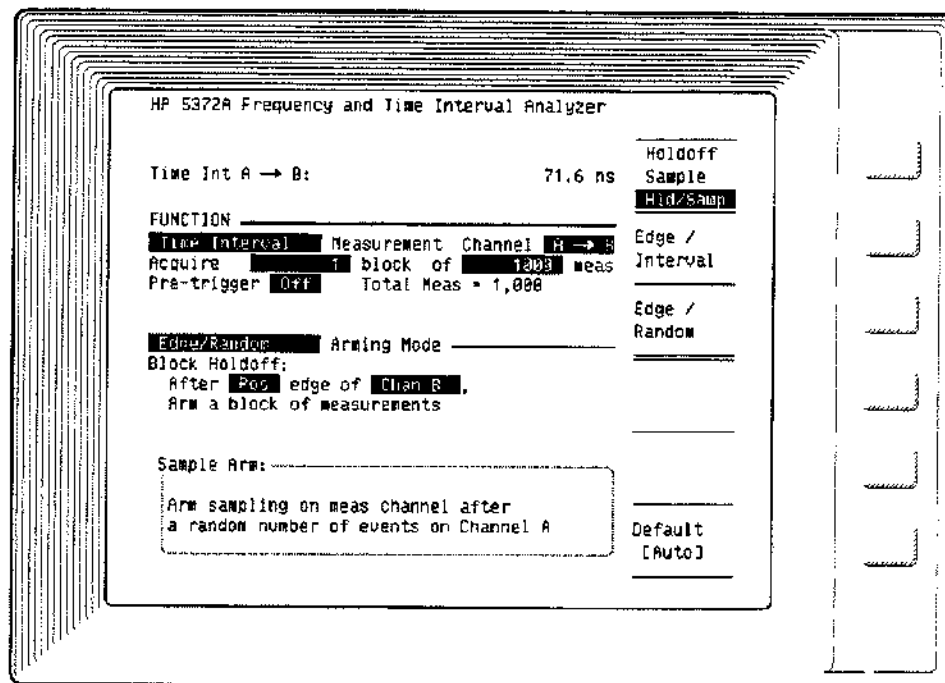 HP 5372A Frequency and Time Interval Analyzer
Time Int A → B: 71.6 ns
FUNCTION
Time Interval Measurement Channel A → B
Acquire 1 block of 1000 meas
Pre-trigger Off Total Meas = 1,000
Edge/Random Arming Mode
Block Holdoff:
After Pos edge of Chan B ,
Arm a block of measurements
Sample Arm:
Arm sampling on meas channel after
a random number of events on Channel A
Holdoff
Sample
Hld/Samp
Edge /
Interval
Edge /
Random
Default
[Auto]